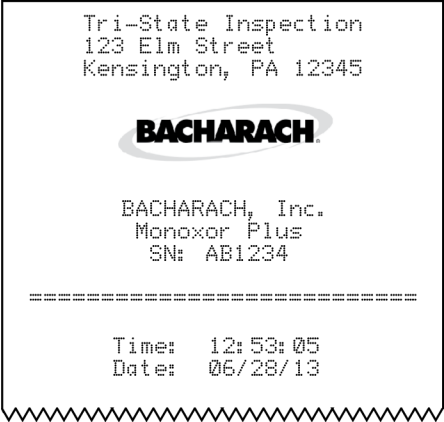 Tri-State Inspection
123 Elm Street
Kensington, PA 12345
BACHARACH®
BACHARACH, Inc.
Monoxor Plus
SN: AB1234
===========================
Time: 12:53:05
Date: 06/28/13